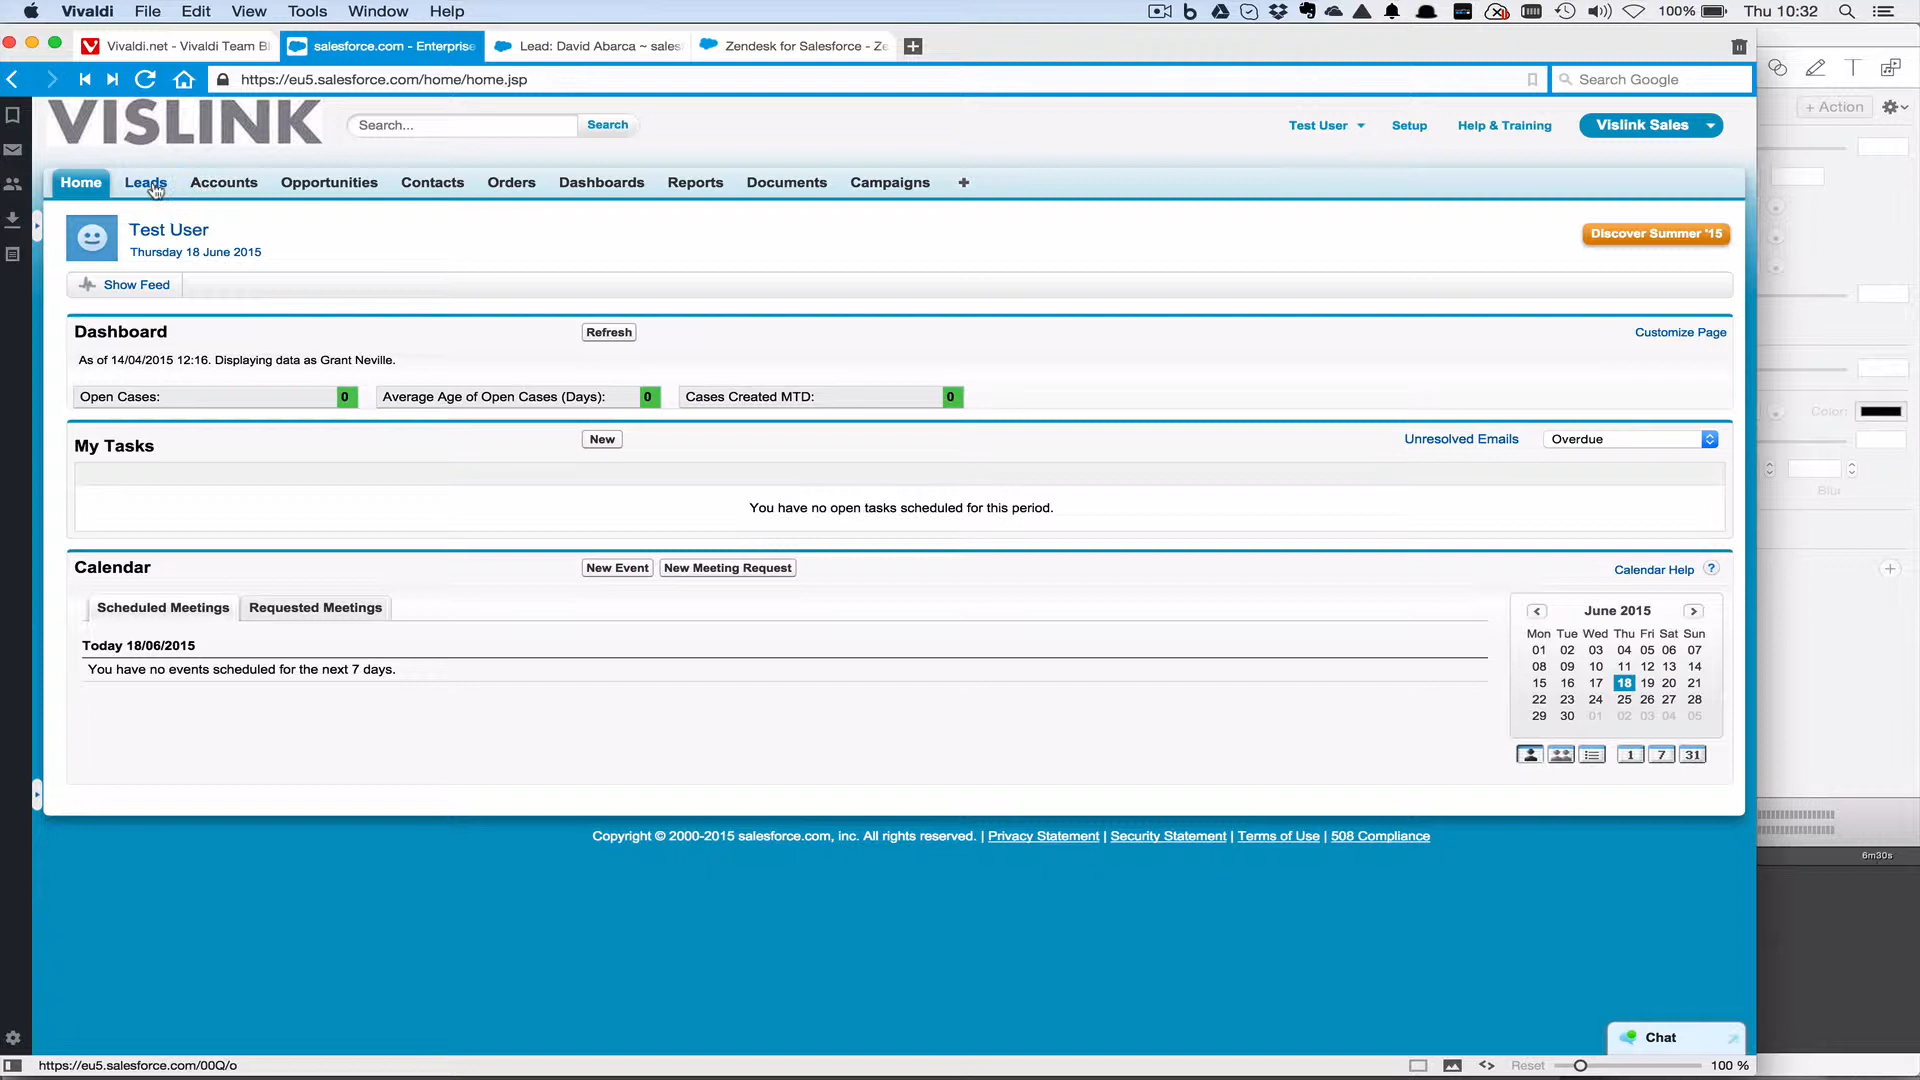 Vivaldi File Edit View Tools Window Help 100% Thu 10:32
Vivaldi.net - Vivaldi Team Bl salesforce.com - Enterprise Lead: David Abarca ~ sales Zendesk for Salesforce - Ze
https://eu5.salesforce.com/home/home.jsp Search Google
VISLINK Search... Search Test User Setup Help & Training Vislink Sales
+ Action
Home Leads Accounts Opportunities Contacts Orders Dashboards Reports Documents Campaigns +
Test User
Thursday 18 June 2015
Discover Summer '15
Show Feed
Dashboard Refresh Customize Page
As of 14/04/2015 12:16. Displaying data as Grant Neville.
Open Cases: 0 Average Age of Open Cases (Days): 0 Cases Created MTD: 0
Color:
My Tasks New Unresolved Emails Overdue
Blur
You have no open tasks scheduled for this period.
Calendar New Event New Meeting Request Calendar Help ?
Scheduled Meetings Requested Meetings
Today 18/06/2015
You have no events scheduled for the next 7 days.
< June 2015 >
Mon Tue Wed Thu Fri Sat Sun
01 02 03 04 05 06 07
08 09 10 11 12 13 14
15 16 17 18 19 20 21
22 23 24 25 26 27 28
29 30 01 02 03 04 05
1 7 31
Copyright © 2000-2015 salesforce.com, inc. All rights reserved. | Privacy Statement | Security Statement | Terms of Use | 508 Compliance
6m30s
Chat
https://eu5.salesforce.com/00Q/o Reset 100 %